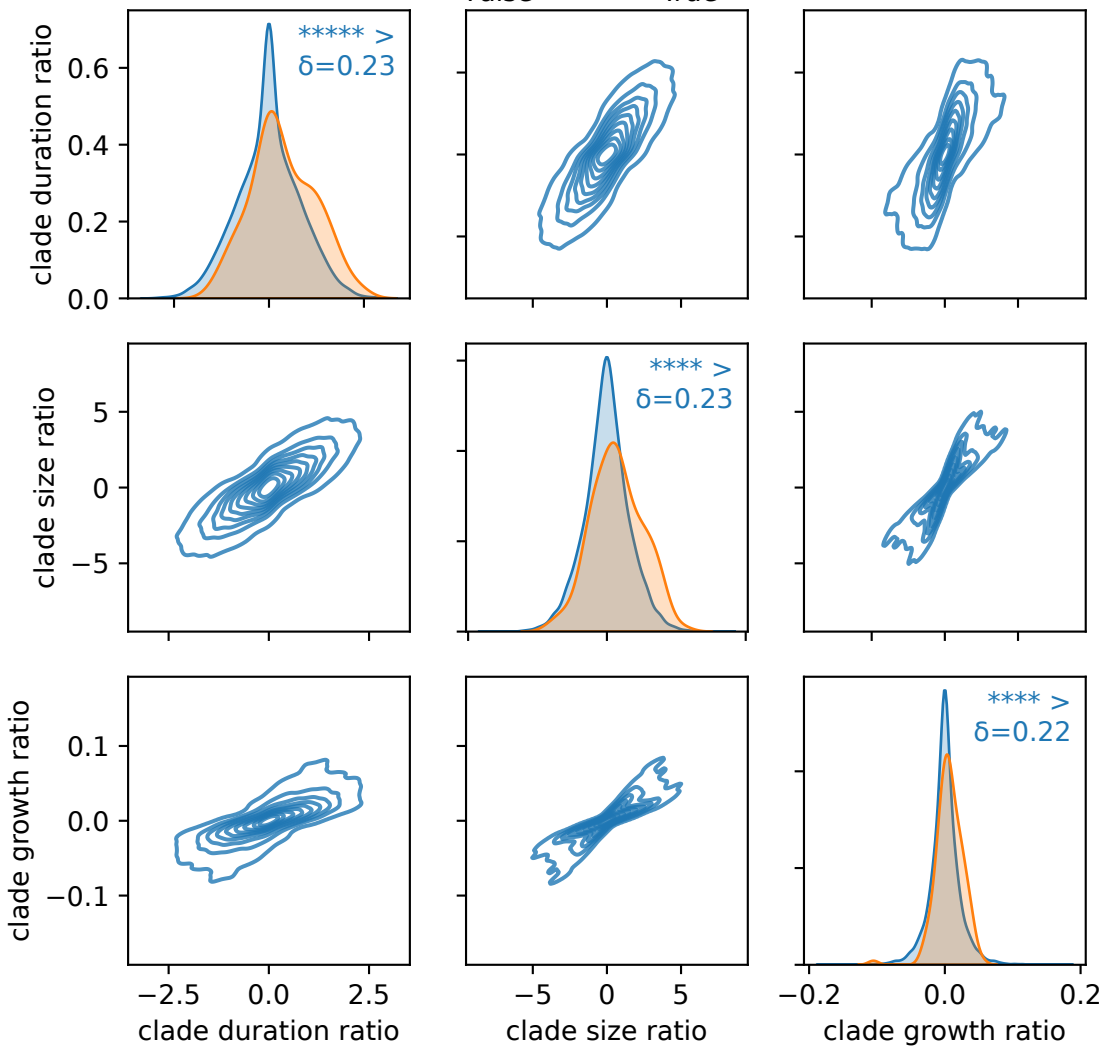 clade duration ratio
0.6
0.4
0.2
0.0
***** >
δ=0.23
clade size ratio
5
0
−5
**** >
δ=0.23
clade growth ratio
0.1
0.0
−0.1
**** >
δ=0.22
−2.5 0.0 2.5
−5 0 5
−0.2 0.0 0.2
clade duration ratio
clade size ratio
clade growth ratio